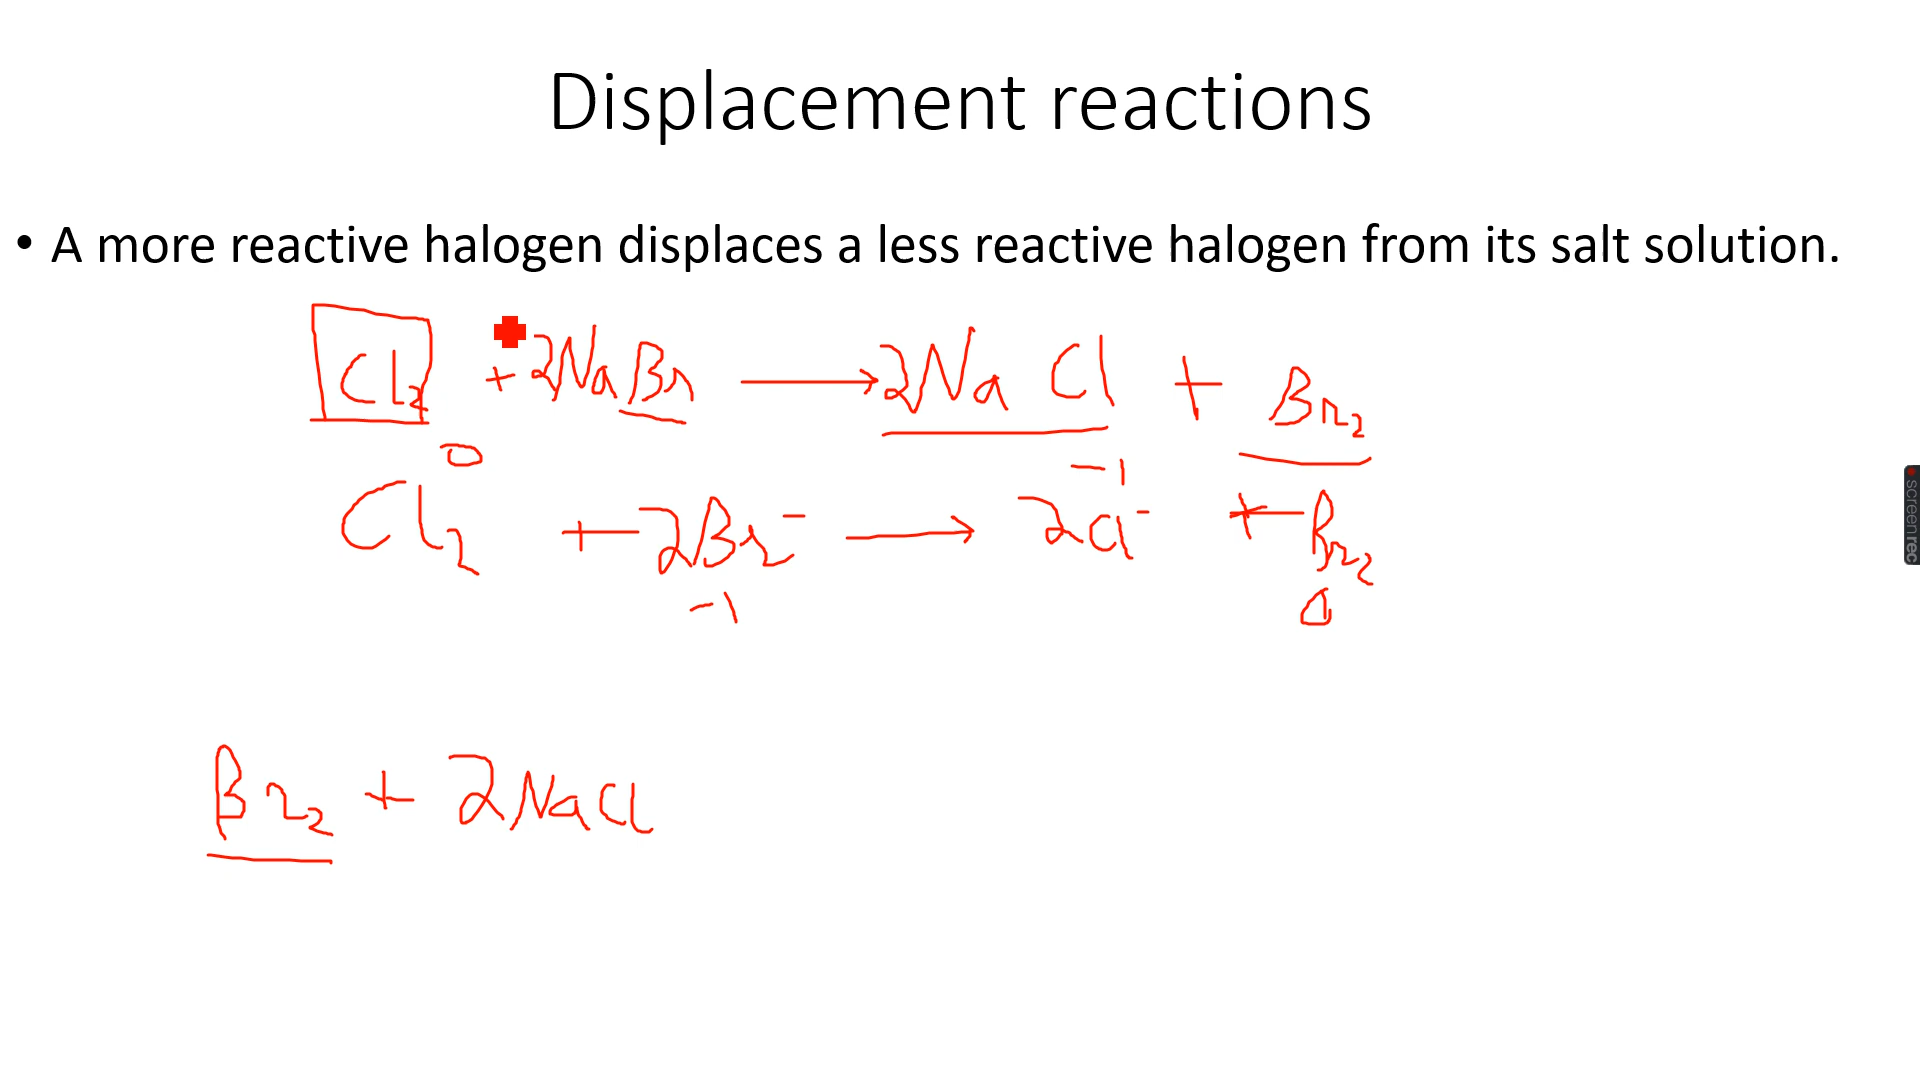 Displacement reactions
• A more reactive halogen displaces a less reactive halogen from its salt solution.
Cl₂ + 2NaBr → 2NaCl + Br₂
0 -1
Cl₂ + 2Br⁻ → 2Cl⁻ + Br₂
-1 0
Br₂ + 2NaCl
screenrec